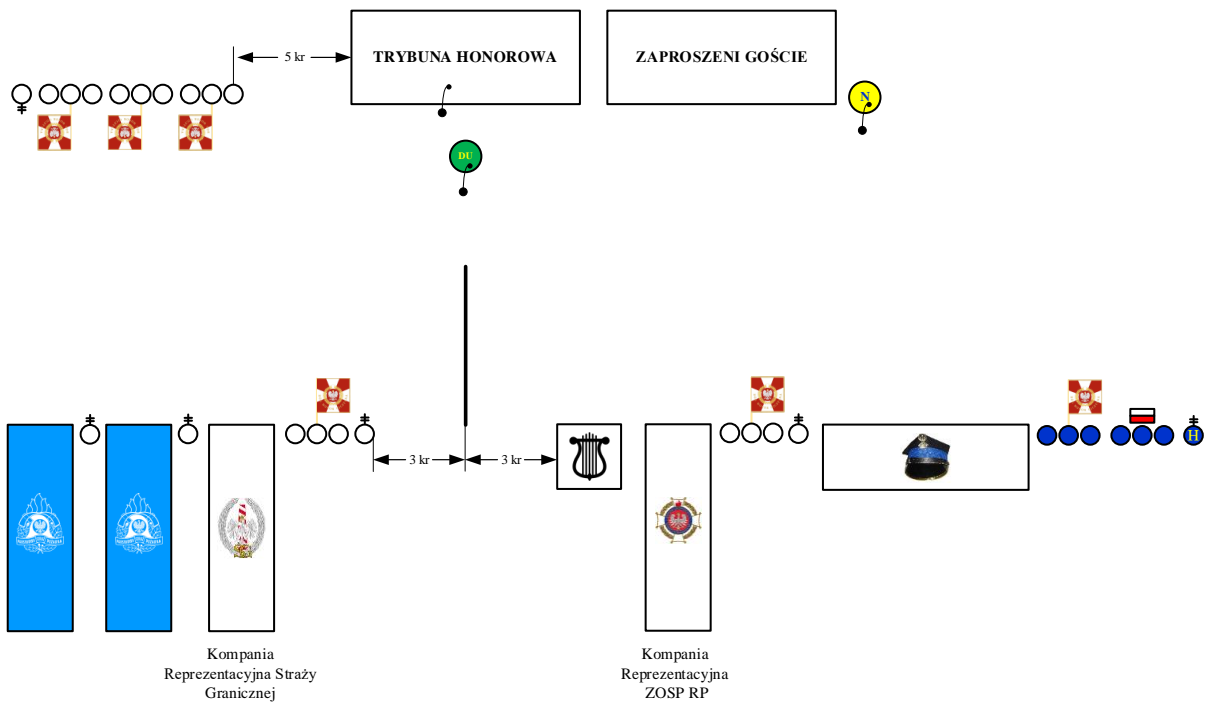 5 kr
TRYBUNA HONOROWA
ZAPROSZENI GOŚCIE
N
DU
3 kr
3 kr
H
Kompania
Reprezentacyjna Straży
Granicznej
Kompania
Reprezentacyjna
ZOSP RP